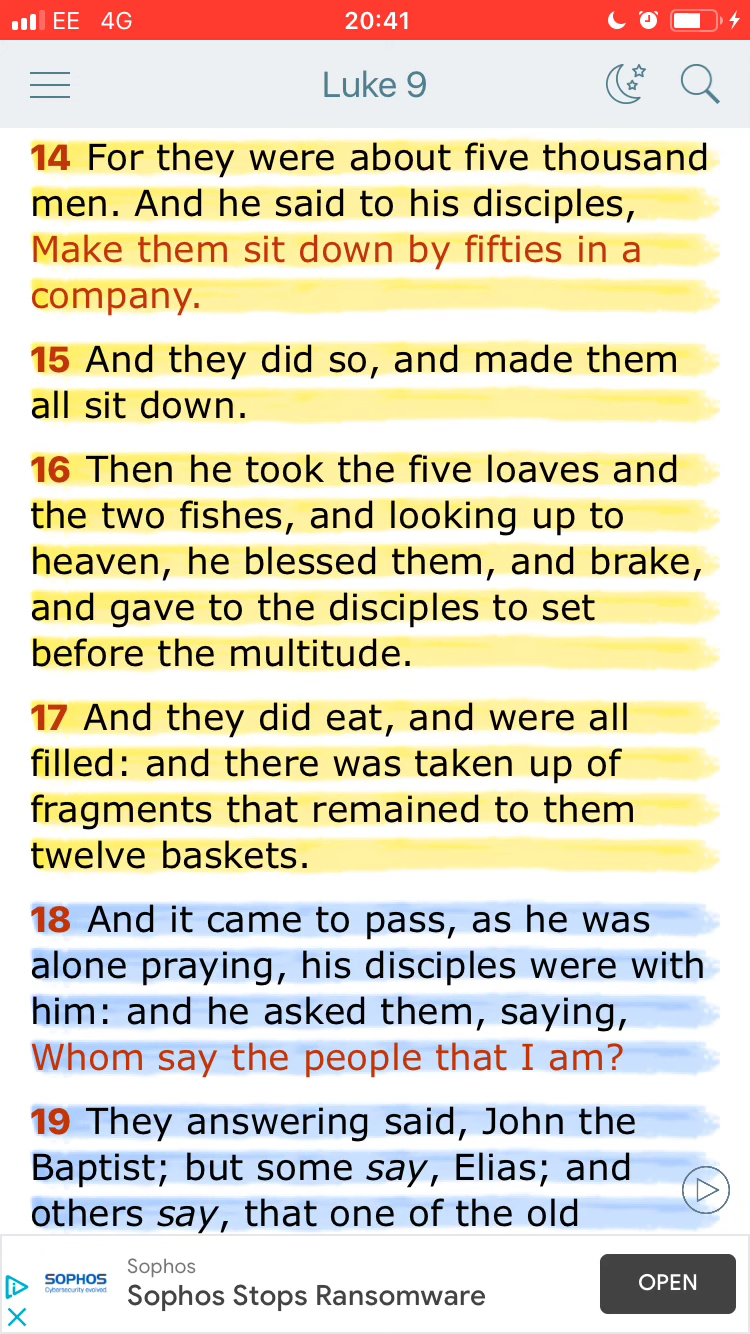 EE 4G 20:41
Luke 9
14 For they were about five thousand
men. And he said to his disciples,
Make them sit down by fifties in a
company.
15 And they did so, and made them
all sit down.
16 Then he took the five loaves and
the two fishes, and looking up to
heaven, he blessed them, and brake,
and gave to the disciples to set
before the multitude.
17 And they did eat, and were all
filled: and there was taken up of
fragments that remained to them
twelve baskets.
18 And it came to pass, as he was
alone praying, his disciples were with
him: and he asked them, saying,
Whom say the people that I am?
19 They answering said, John the
Baptist; but some say, Elias; and
others say, that one of the old
SOPHOS
Cybersecurity evolved.
Sophos
Sophos Stops Ransomware
OPEN